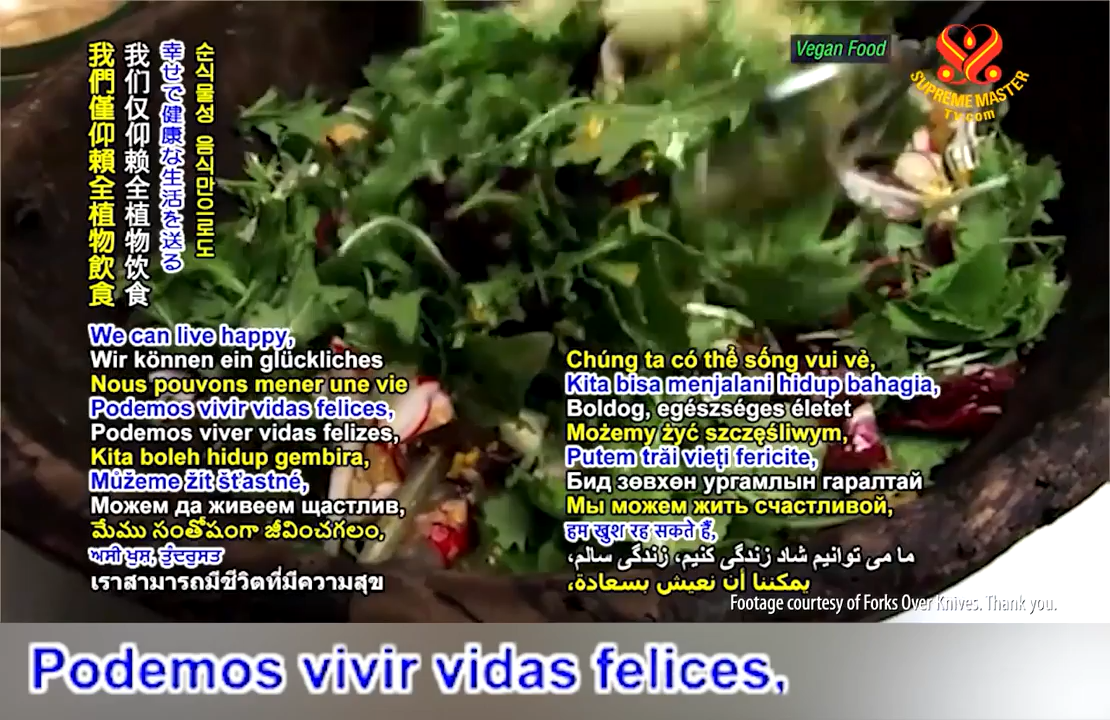 Vegan Food
SUPREME MASTER
TV.com
순식물성 음식만으로도
幸せで健康な生活を送る
我们仅仰赖全植物饮食
我們僅仰賴全植物飲食
We can live happy,
Wir können ein glückliches
Nous pouvons mener une vie
Podemos vivir vidas felices,
Podemos viver vidas felizes,
Kita boleh hidup gembira,
Můžeme žít šťastné,
Можем да живеем щастлив,
మేము సంతోషంగా జీవించగలం,
ਅਸੀ ਖੁਸ਼, ਤੁੰਦਰੁਸਤ
เราสามารถมีชีวิตที่มีความสุข
Chúng ta có thể sống vui vẻ,
Kita bisa menjalani hidup bahagia,
Boldog, egészséges életet
Możemy żyć szczęśliwym,
Putem trăi vieți fericite,
Бид зөвхөн ургамлын гаралтай
Мы можем жить счастливой,
हम खुश रह सकते हैं,
ما می توانیم شاد زندگی کنیم، زندگی سالم،
يمكننا أن نعيش بسعادة،
Footage courtesy of Forks Over Knives. Thank you.
Podemos vivir vidas felices,